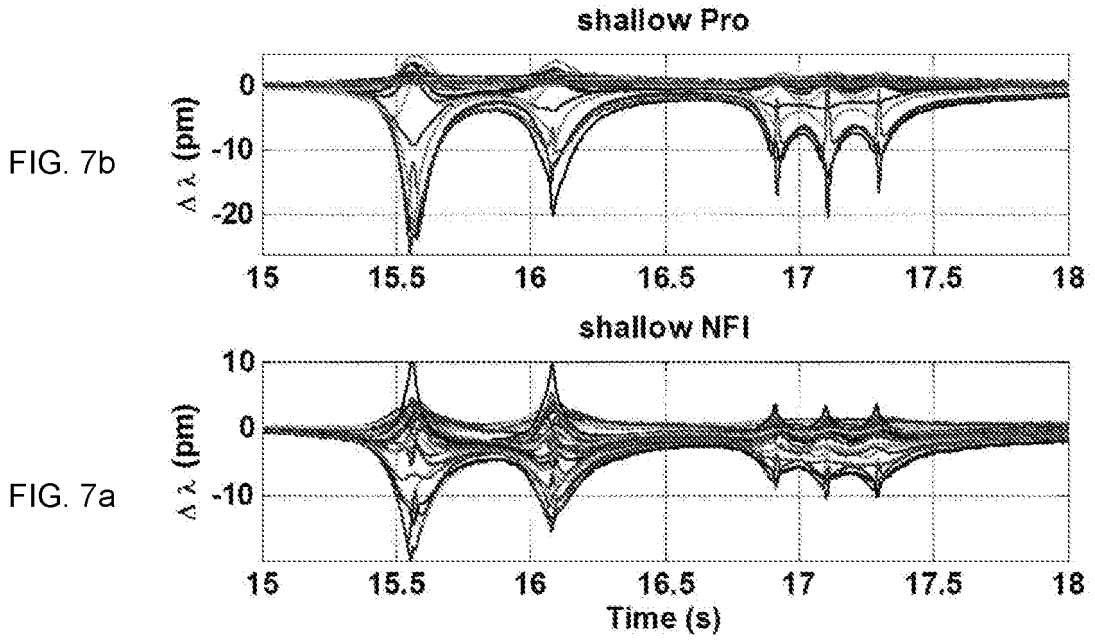 shallow Pro
FIG. 7b
Δ λ (pm)
0
-10
-20
15 15.5 16 16.5 17 17.5 18
shallow NFI
FIG. 7a
Δ λ (pm)
10
0
-10
15 15.5 16 16.5 17 17.5 18
Time (s)